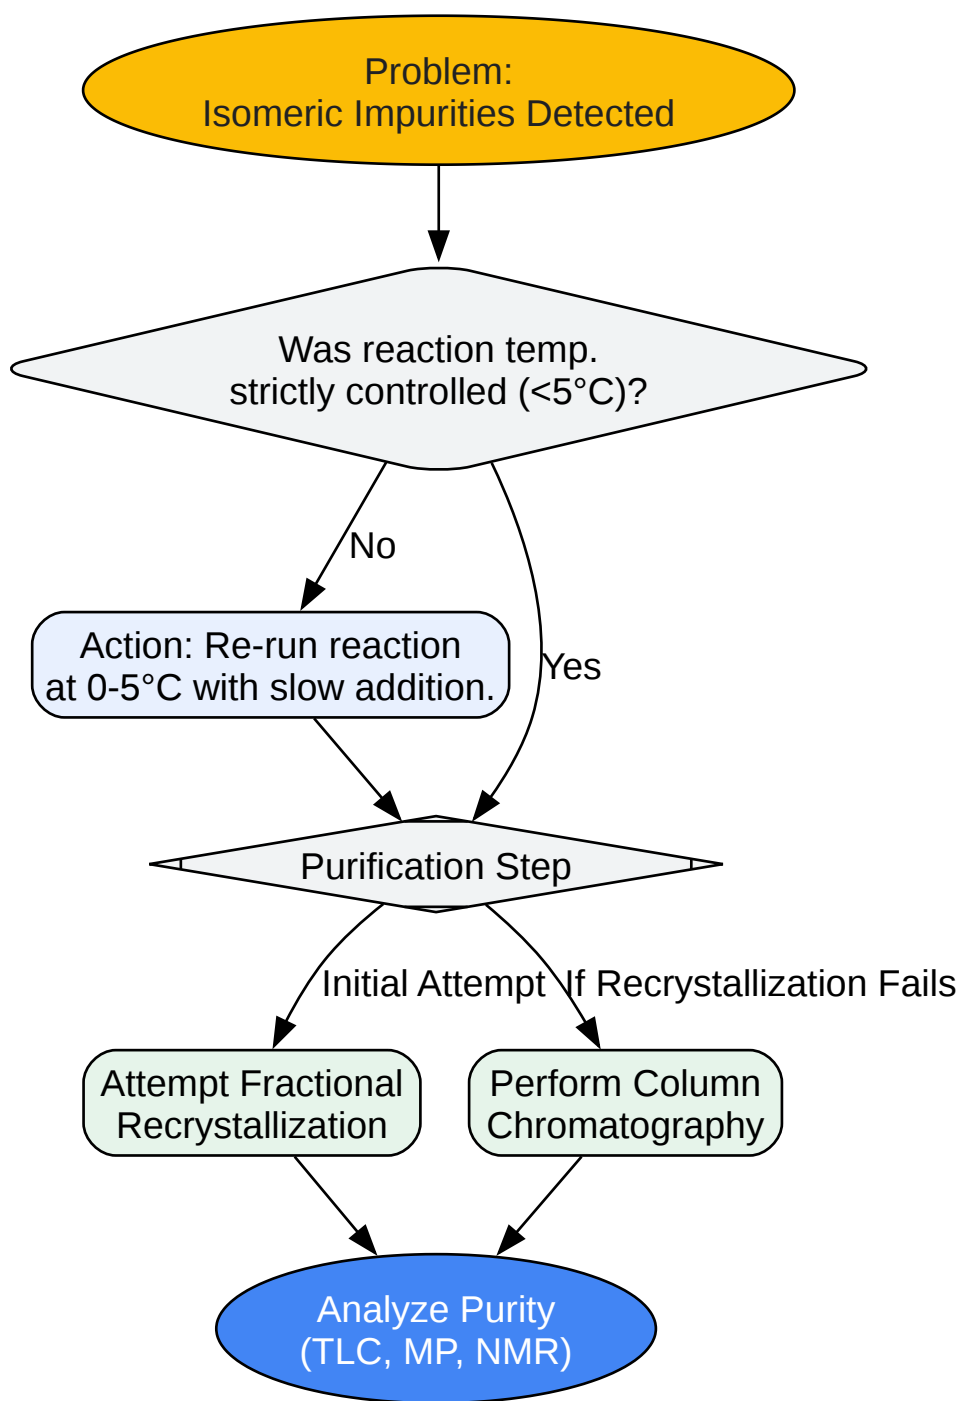 Problem:
Isomeric Impurities Detected
Was reaction temp.
strictly controlled (<5°C)?
No
Action: Re-run reaction
at 0-5°C with slow addition.
Yes
Purification Step
Initial Attempt
If Recrystallization Fails
Attempt Fractional
Recrystallization
Perform Column
Chromatography
Analyze Purity
(TLC, MP, NMR)